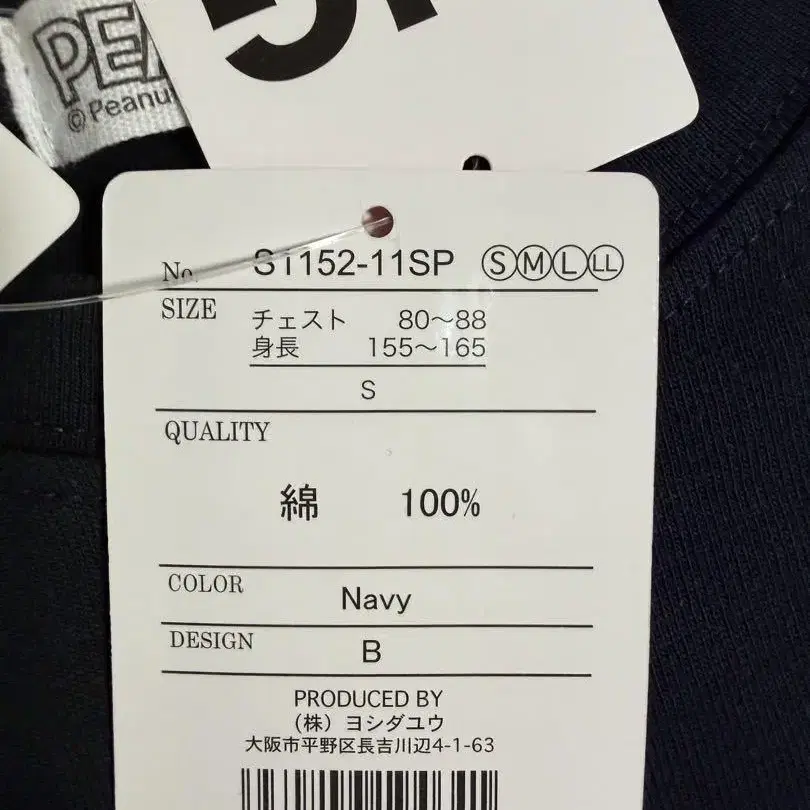 ©Peanu
No. S1152-11SP Ⓢ Ⓜ Ⓛ LL
SIZE
チェスト 80〜88
身長 155〜165
S
QUALITY
綿 100%
COLOR Navy
DESIGN B
PRODUCED BY
(株) ヨシダユウ
大阪市平野区長吉川辺4-1-63